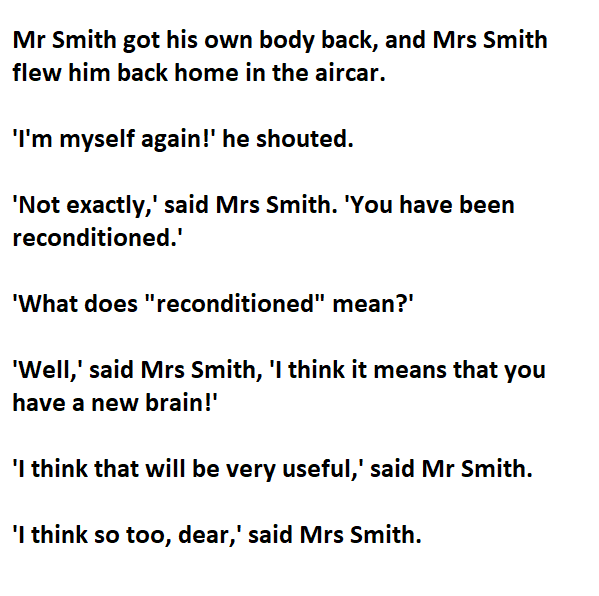 Mr Smith got his own body back, and Mrs Smith
flew him back home in the aircar.
'I'm myself again!' he shouted.
'Not exactly,' said Mrs Smith. 'You have been
reconditioned.'
'What does "reconditioned" mean?'
'Well,' said Mrs Smith, 'I think it means that you
have a new brain!'
'I think that will be very useful,' said Mr Smith.
'I think so too, dear,' said Mrs Smith.